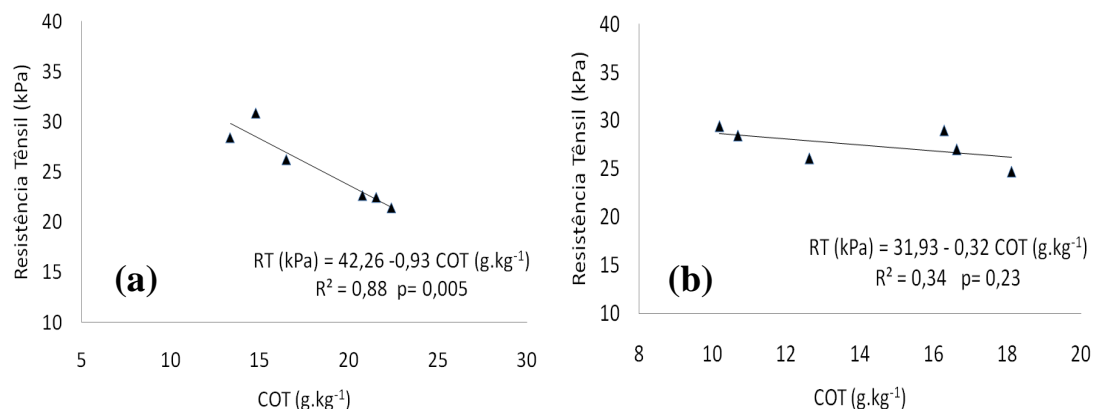 40
35
30
25
20
15
10
Resistência Tênsil (kPa)
RT (kPa) = 42,26 -0,93 COT (g.kg⁻¹)
R² = 0,88 p= 0,005
(a)
5 10 15 20 25 30
COT (g.kg⁻¹)
40
35
30
25
20
15
10
Resistência Tênsil (kPa)
RT (kPa) = 31,93 - 0,32 COT (g.kg⁻¹)
R² = 0,34 p= 0,23
(b)
8 10 12 14 16 18 20
COT (g.kg⁻¹)